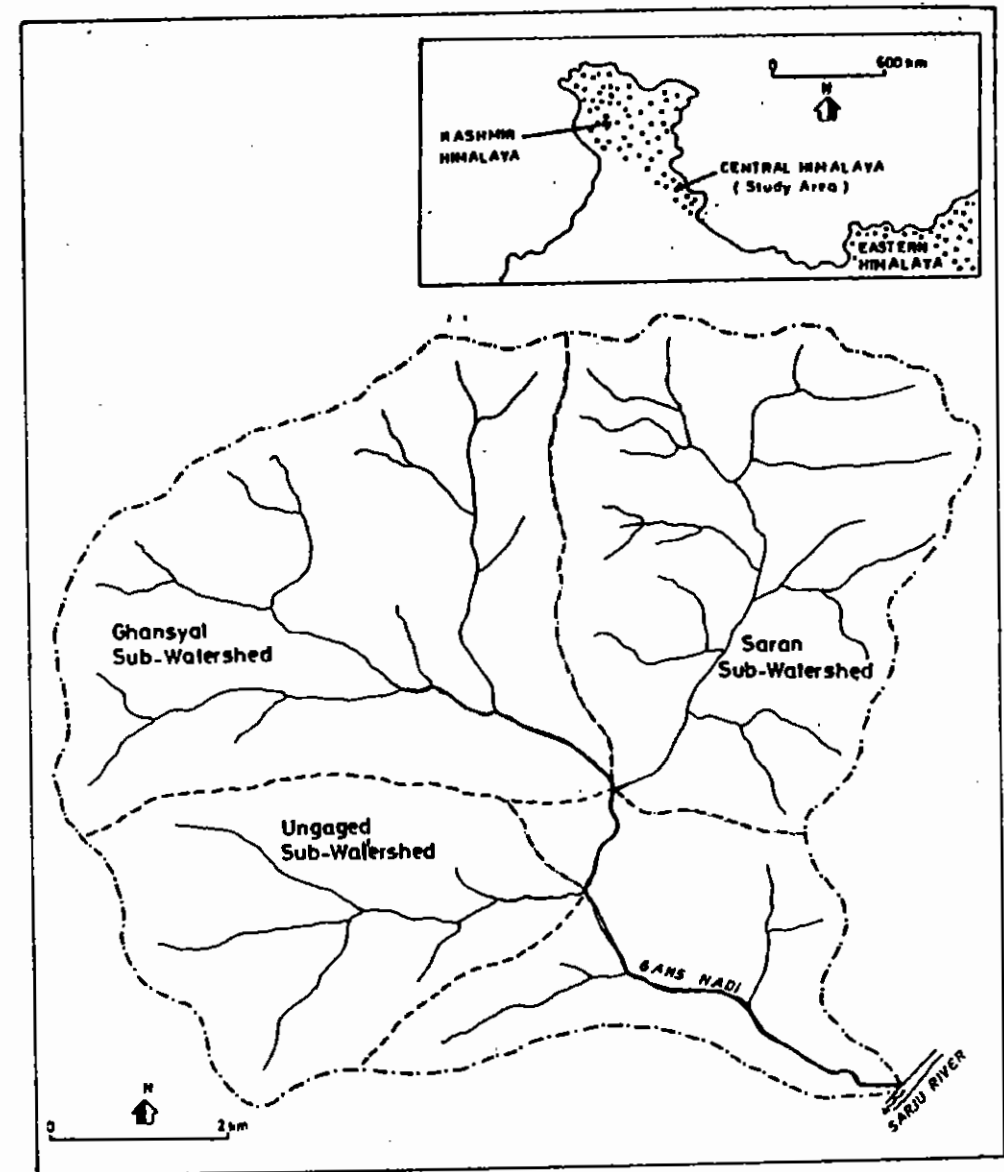 0 600 km
N
KASHMIR
HIMALAYA
CENTRAL HIMALAYA
( Study Area )
EASTERN
HIMALAYA
Ghansyal
Sub-Watershed
Saran
Sub-Watershed
Ungaged
Sub-Watershed
GANS NADI
SARJU RIVER
N
0 2 km